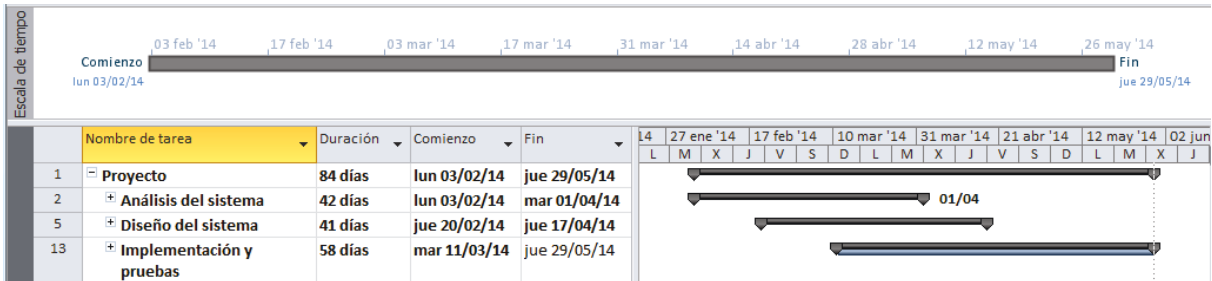 Escala de tiempo
03 feb '14 17 feb '14 03 mar '14 17 mar '14 31 mar '14 14 abr '14 28 abr '14 12 may '14 26 may '14
Comienzo Fin
lun 03/02/14 jue 29/05/14
Nombre de tarea Duración Comienzo Fin 14 27 ene '14 17 feb '14 10 mar '14 31 mar '14 21 abr '14 12 may '14 02 jun
L M X J V S D L M X J V S D L M X J
1 Proyecto 84 días lun 03/02/14 jue 29/05/14
2 Análisis del sistema 42 días lun 03/02/14 mar 01/04/14 01/04
5 Diseño del sistema 41 días jue 20/02/14 jue 17/04/14
13 Implementación y 58 días mar 11/03/14 jue 29/05/14
pruebas